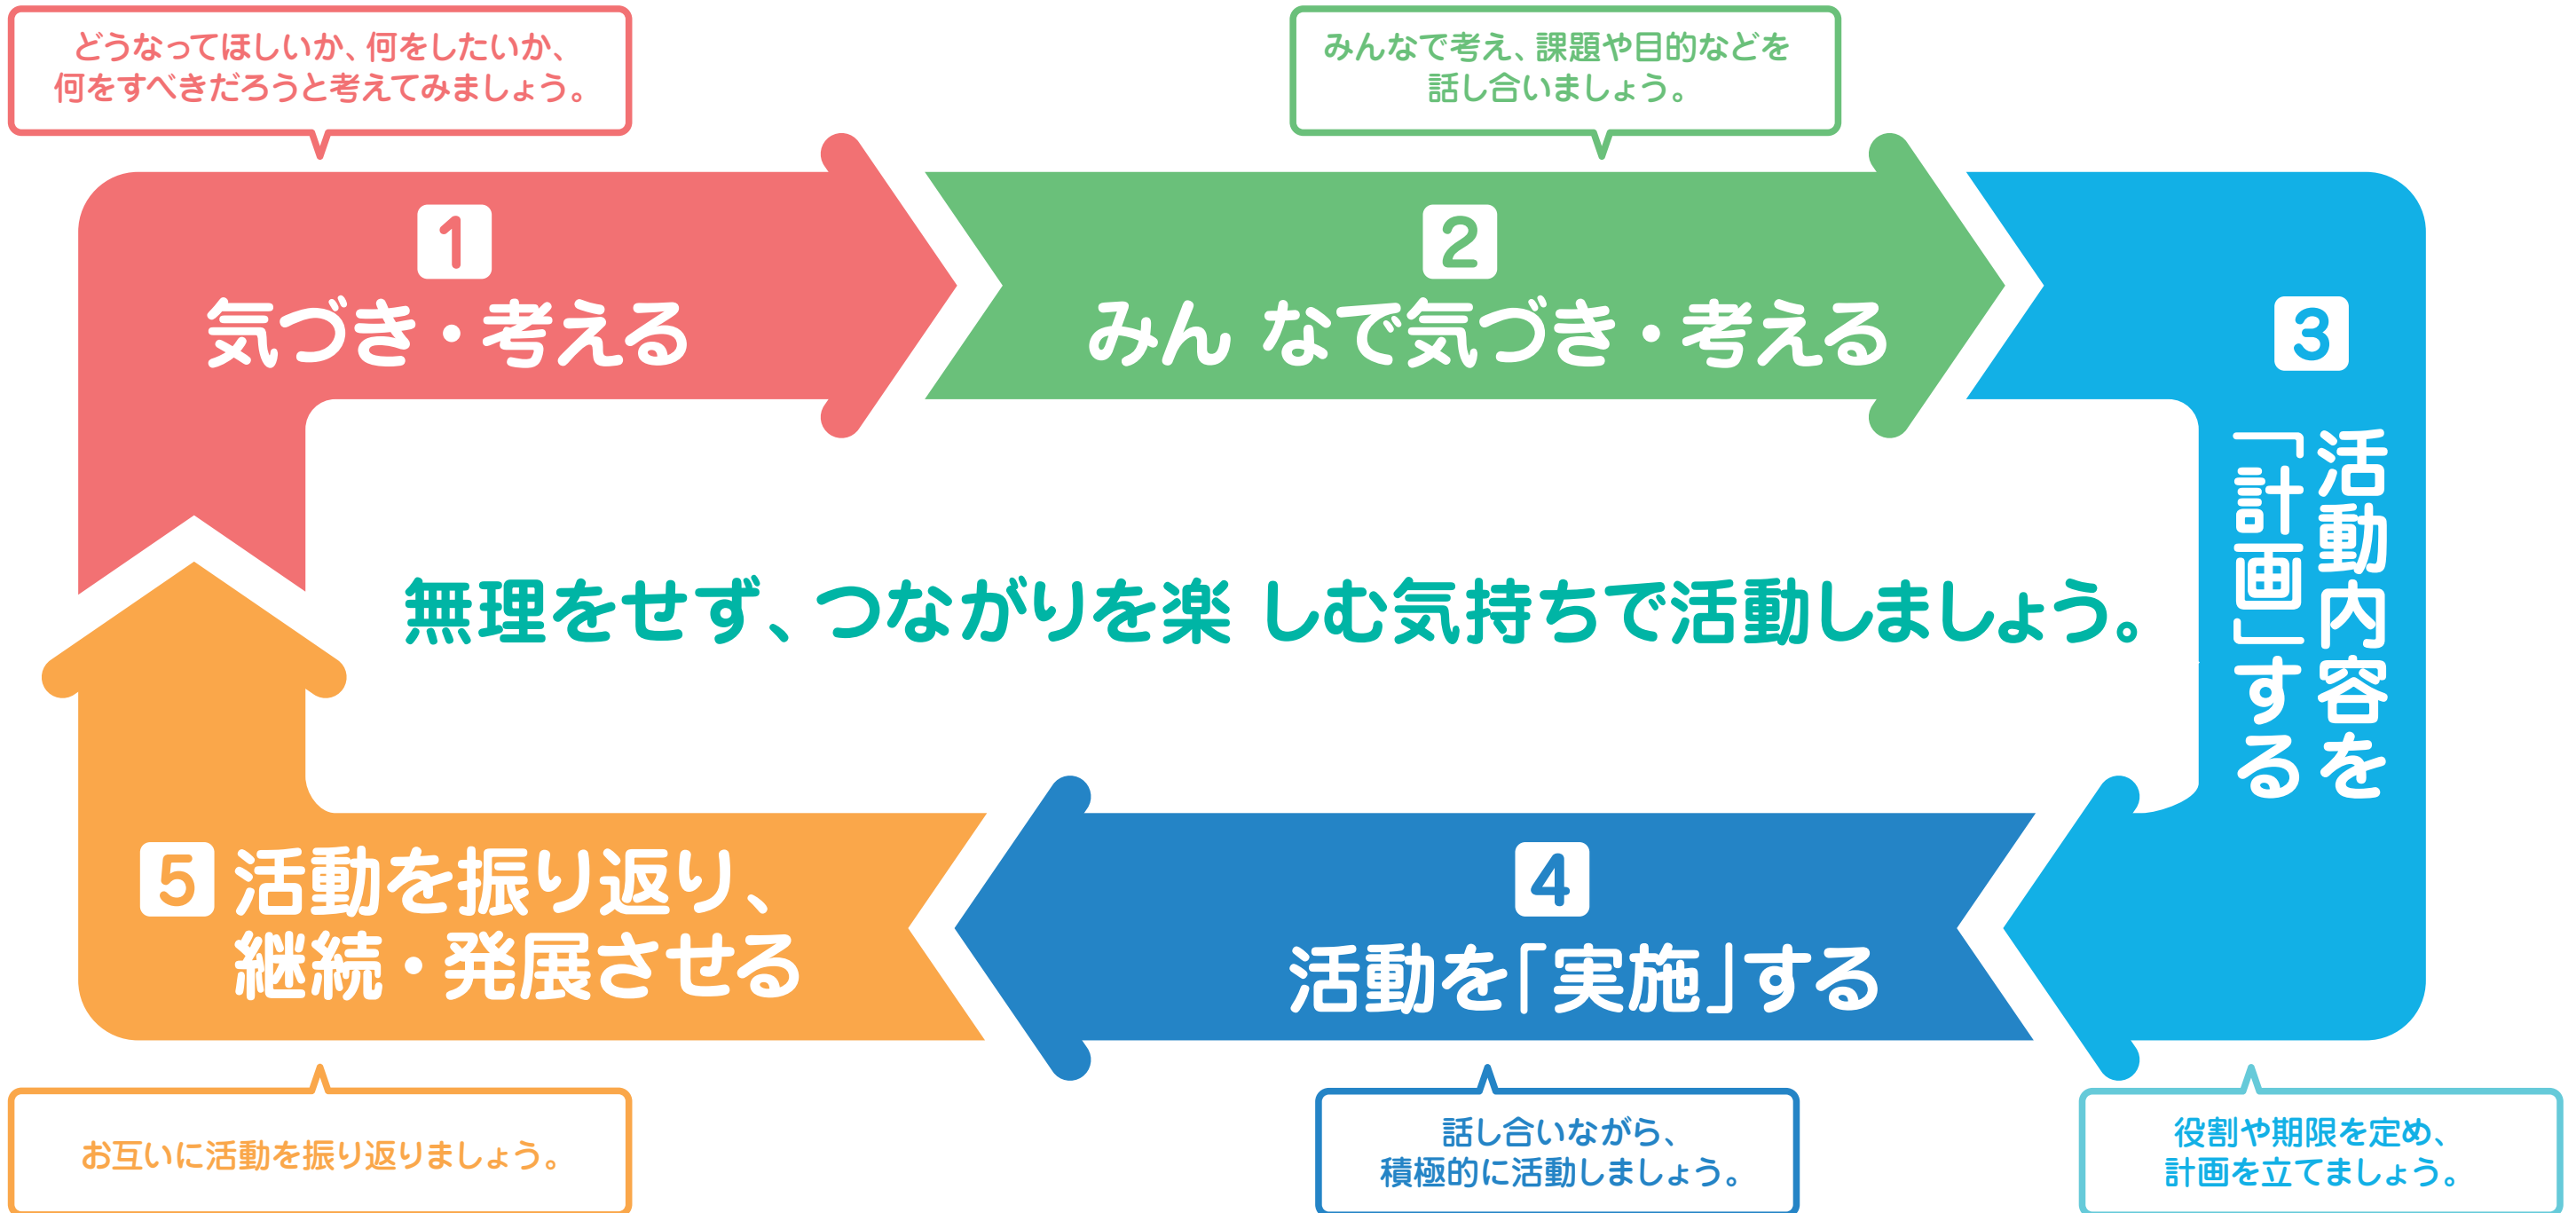 どうなってほしいか、何をしたいか、
何をすべきだろうと考えてみましょう。
1
気づき・考える
みんなで考え、課題や目的などを
話し合いましょう。
2
みん なで気づき・考える
3
活動内容を
「計画」する
役割や期限を定め、
計画を立てましょう。
無理をせず、つながりを楽 しむ気持ちで活動しましょう。
4
活動を「実施」する
話し合いながら、
積極的に活動しましょう。
5
活動を振り返り、
継続・発展させる
お互いに活動を振り返りましょう。